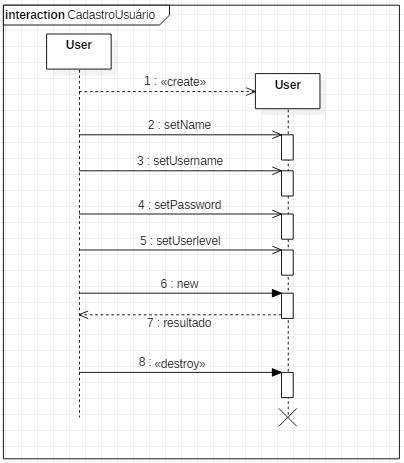 interaction CadastroUsuário
User
1 : «create»
User
2 : setName
3 : setUsername
4 : setPassword
5 : setUserlevel
6 : new
7 : resultado
8 : «destroy»